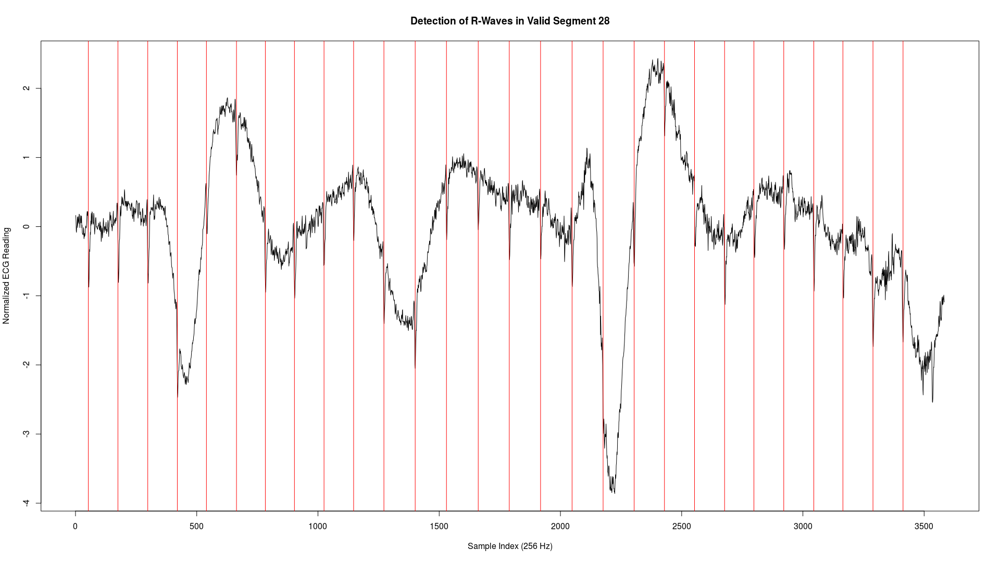 Detection of R-Waves in Valid Segment 28
Normalized ECG Reading
2
1
0
-1
-2
-3
-4
0 500 1000 1500 2000 2500 3000 3500
Sample Index (256 Hz)